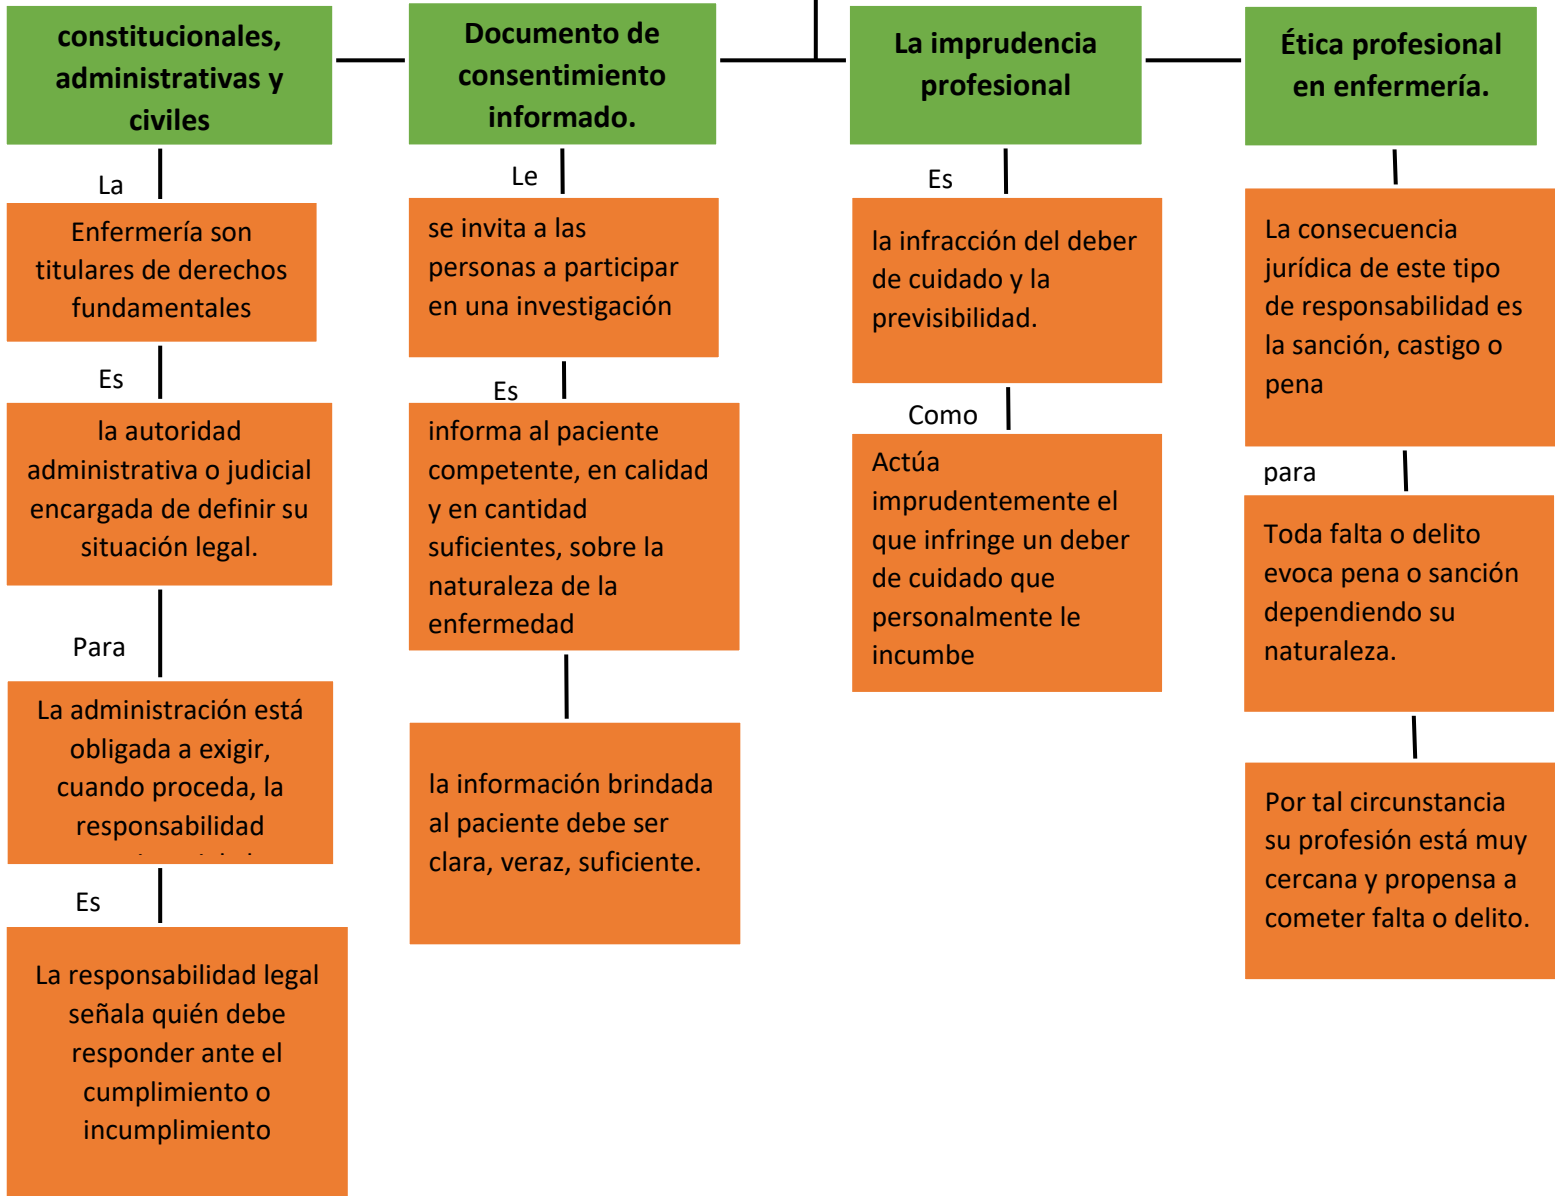 constitucionales,
administrativas y
civiles
La
Enfermería son
titulares de derechos
fundamentales
Es
la autoridad
administrativa o judicial
encargada de definir su
situación legal.
Para
La administración está
obligada a exigir,
cuando proceda, la
responsabilidad
Es
La responsabilidad legal
señala quién debe
responder ante el
cumplimiento o
incumplimiento
Documento de
consentimiento
informado.
Le
se invita a las
personas a participar
en una investigación
Es
informa al paciente
competente, en calidad
y en cantidad
suficientes, sobre la
naturaleza de la
enfermedad
la información brindada
al paciente debe ser
clara, veraz, suficiente.
La imprudencia
profesional
Es
la infracción del deber
de cuidado y la
previsibilidad.
Como
Actúa
imprudentemente el
que infringe un deber
de cuidado que
personalmente le
incumbe
Ética profesional
en enfermería.
La consecuencia
jurídica de este tipo
de responsabilidad es
la sanción, castigo o
pena
para
Toda falta o delito
evoca pena o sanción
dependiendo su
naturaleza.
Por tal circunstancia
su profesión está muy
cercana y propensa a
cometer falta o delito.